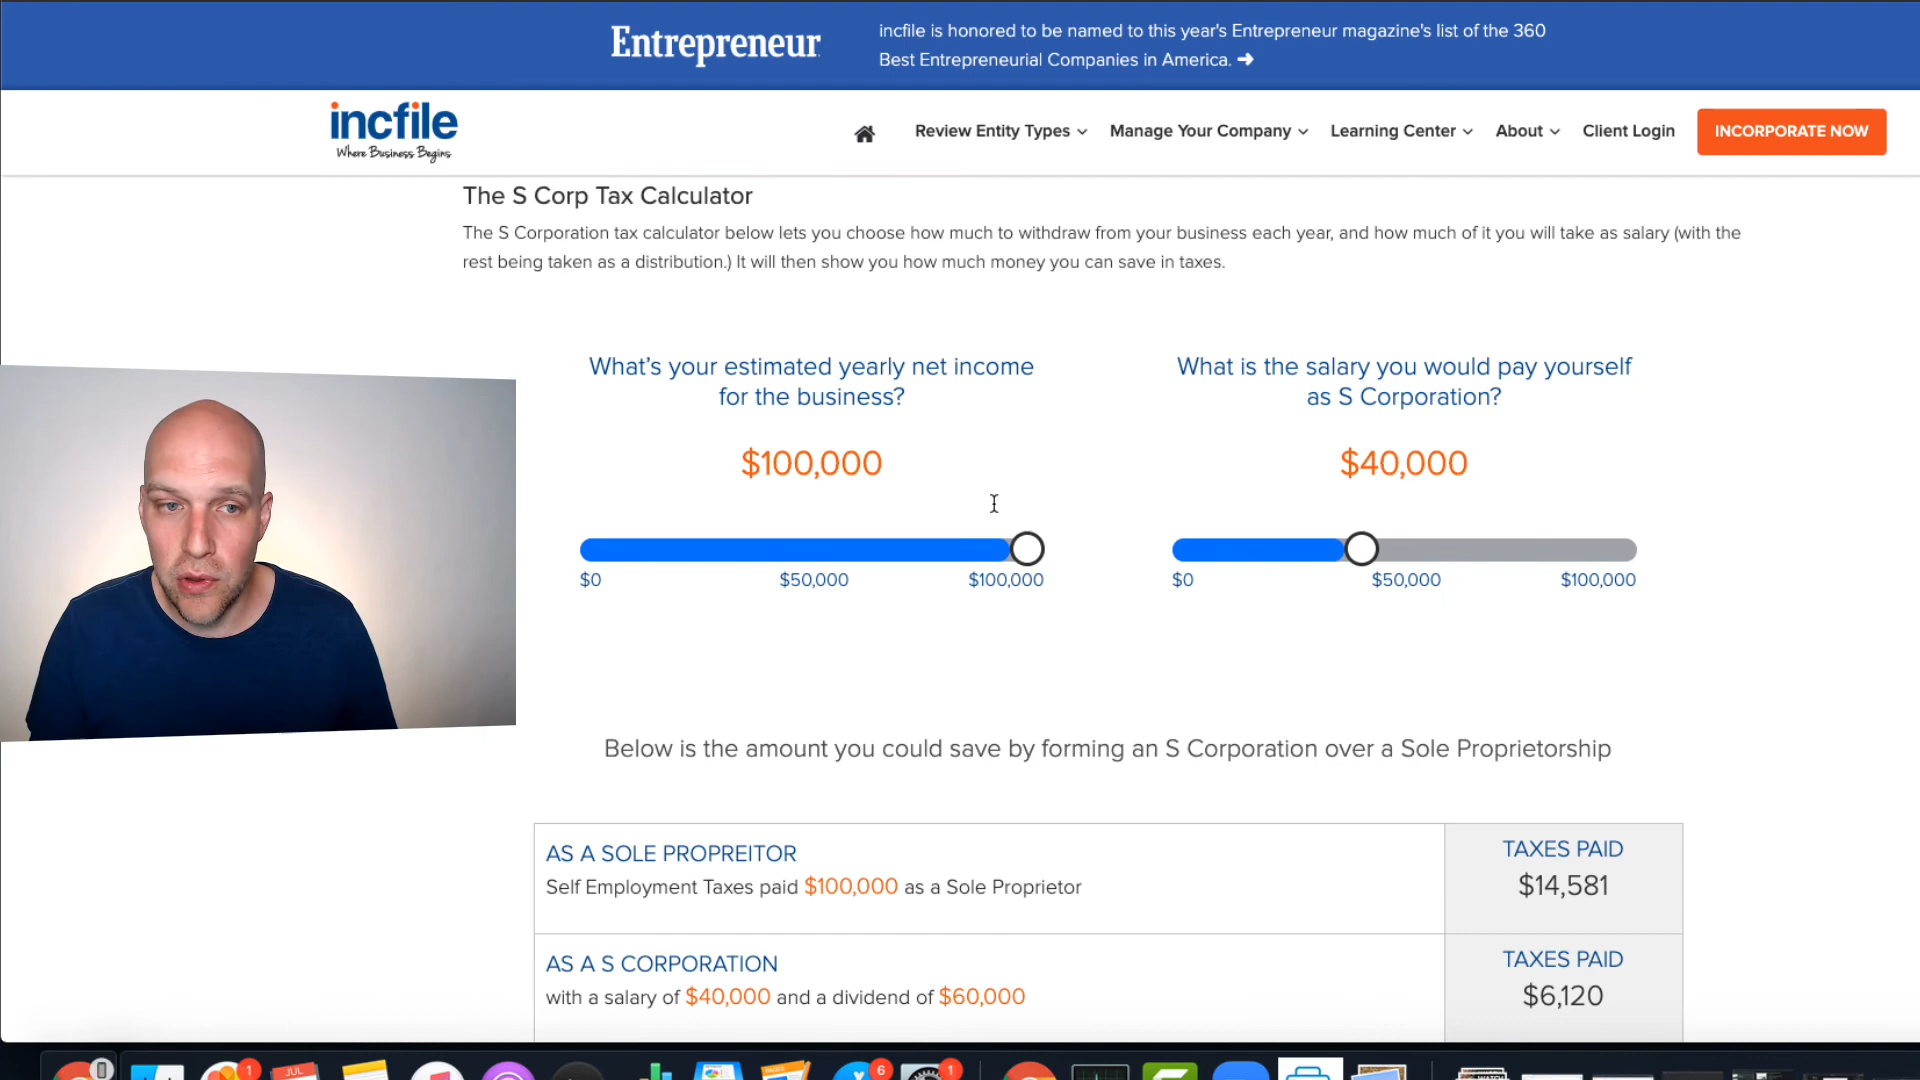 Entrepreneur
incfile is honored to be named to this year's Entrepreneur magazine's list of the 360
Best Entrepreneurial Companies in America. ➜
incfile
Where Business Begins
Review Entity Types
Manage Your Company
Learning Center
About
Client Login
INCORPORATE NOW
The S Corp Tax Calculator
The S Corporation tax calculator below lets you choose how much to withdraw from your business each year, and how much of it you will take as salary (with the
rest being taken as a distribution.) It will then show you how much money you can save in taxes.
What's your estimated yearly net income
for the business?
$100,000
$0
$50,000
$100,000
What is the salary you would pay yourself
as S Corporation?
$40,000
$0
$50,000
$100,000
Below is the amount you could save by forming an S Corporation over a Sole Proprietorship
AS A SOLE PROPREITOR
Self Employment Taxes paid $100,000 as a Sole Proprietor
TAXES PAID
$14,581
AS A S CORPORATION
with a salary of $40,000 and a dividend of $60,000
TAXES PAID
$6,120
1
JUL
6
1